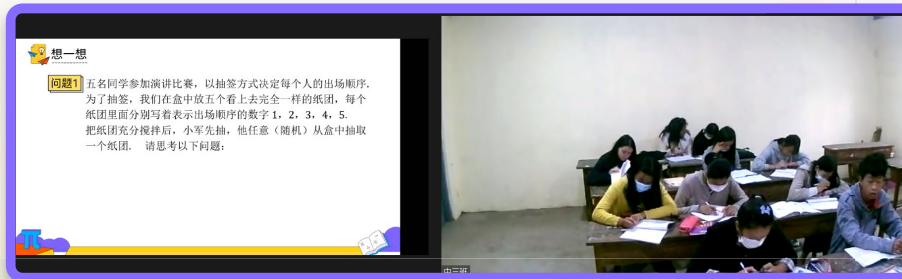 想一想
问题1 五名同学参加演讲比赛，以抽签方式决定每个人的出场顺序.
为了抽签，我们在盒中放五个看上去完全一样的纸团，每个
纸团里面分别写着表示出场顺序的数字 1，2，3，4，5.
把纸团充分搅拌后，小军先抽，他任意（随机）从盒中抽取
一个纸团. 请思考以下问题：
π
中三班